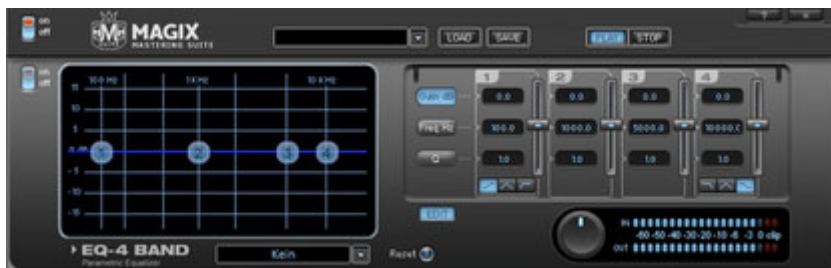 on
off
MAGIX
MASTERING SUITE
LOAD SAVE
PLAY STOP
? x
on
off
100 Hz 1 KHz 10 KHz
15
10
5
0 dB
-5
-10
-15
1 2 3 4
EQ-4 BAND
Parametric Equalizer
Kein
Reset
1 2 3 4
Gain dB 0.0 0.0 0.0 0.0
Freq Hz 100.0 1000.0 5000.0 10000.0
Q 1.0 1.0 1.0 1.0
EDIT
IN
-60 -50 -40 -30 -20 -10 -6 -3 0 clip
OUT